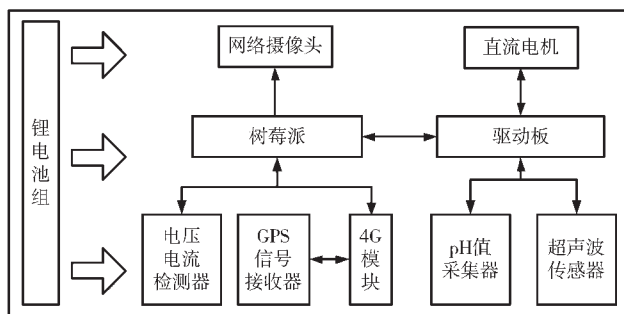 锂
电
池
组
网络摄像头
直流电机
树莓派
驱动板
电压
电流
检测器
GPS
信号
接收器
4G
模
块
pH值
采集器
超声波
传感器